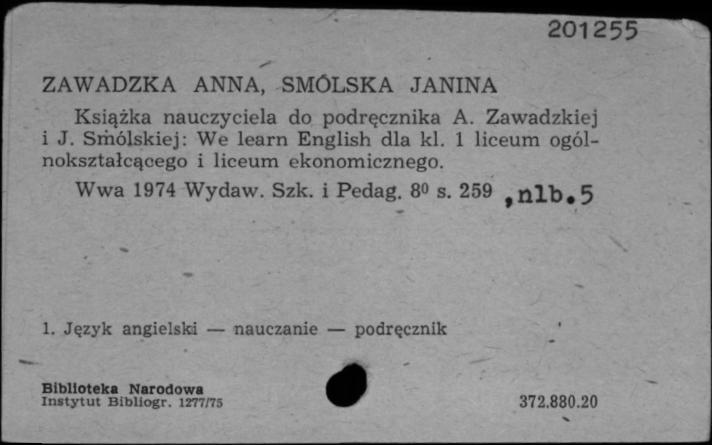 201255
ZAWADZKA ANNA, SMÓLSKA JANINA
Książka nauczyciela do podręcznika A. Zawadzkiej
i J. Smólskiej: We learn English dla kl. 1 liceum ogól-
nokształcącego i liceum ekonomicznego.
Wwa 1974 Wydaw. Szk. i Pedag. 8⁰ s. 259 ,nlb.5
1. Język angielski — nauczanie — podręcznik
Biblioteka Narodowa
Instytut Bibliogr. 1277/75
372.880.20